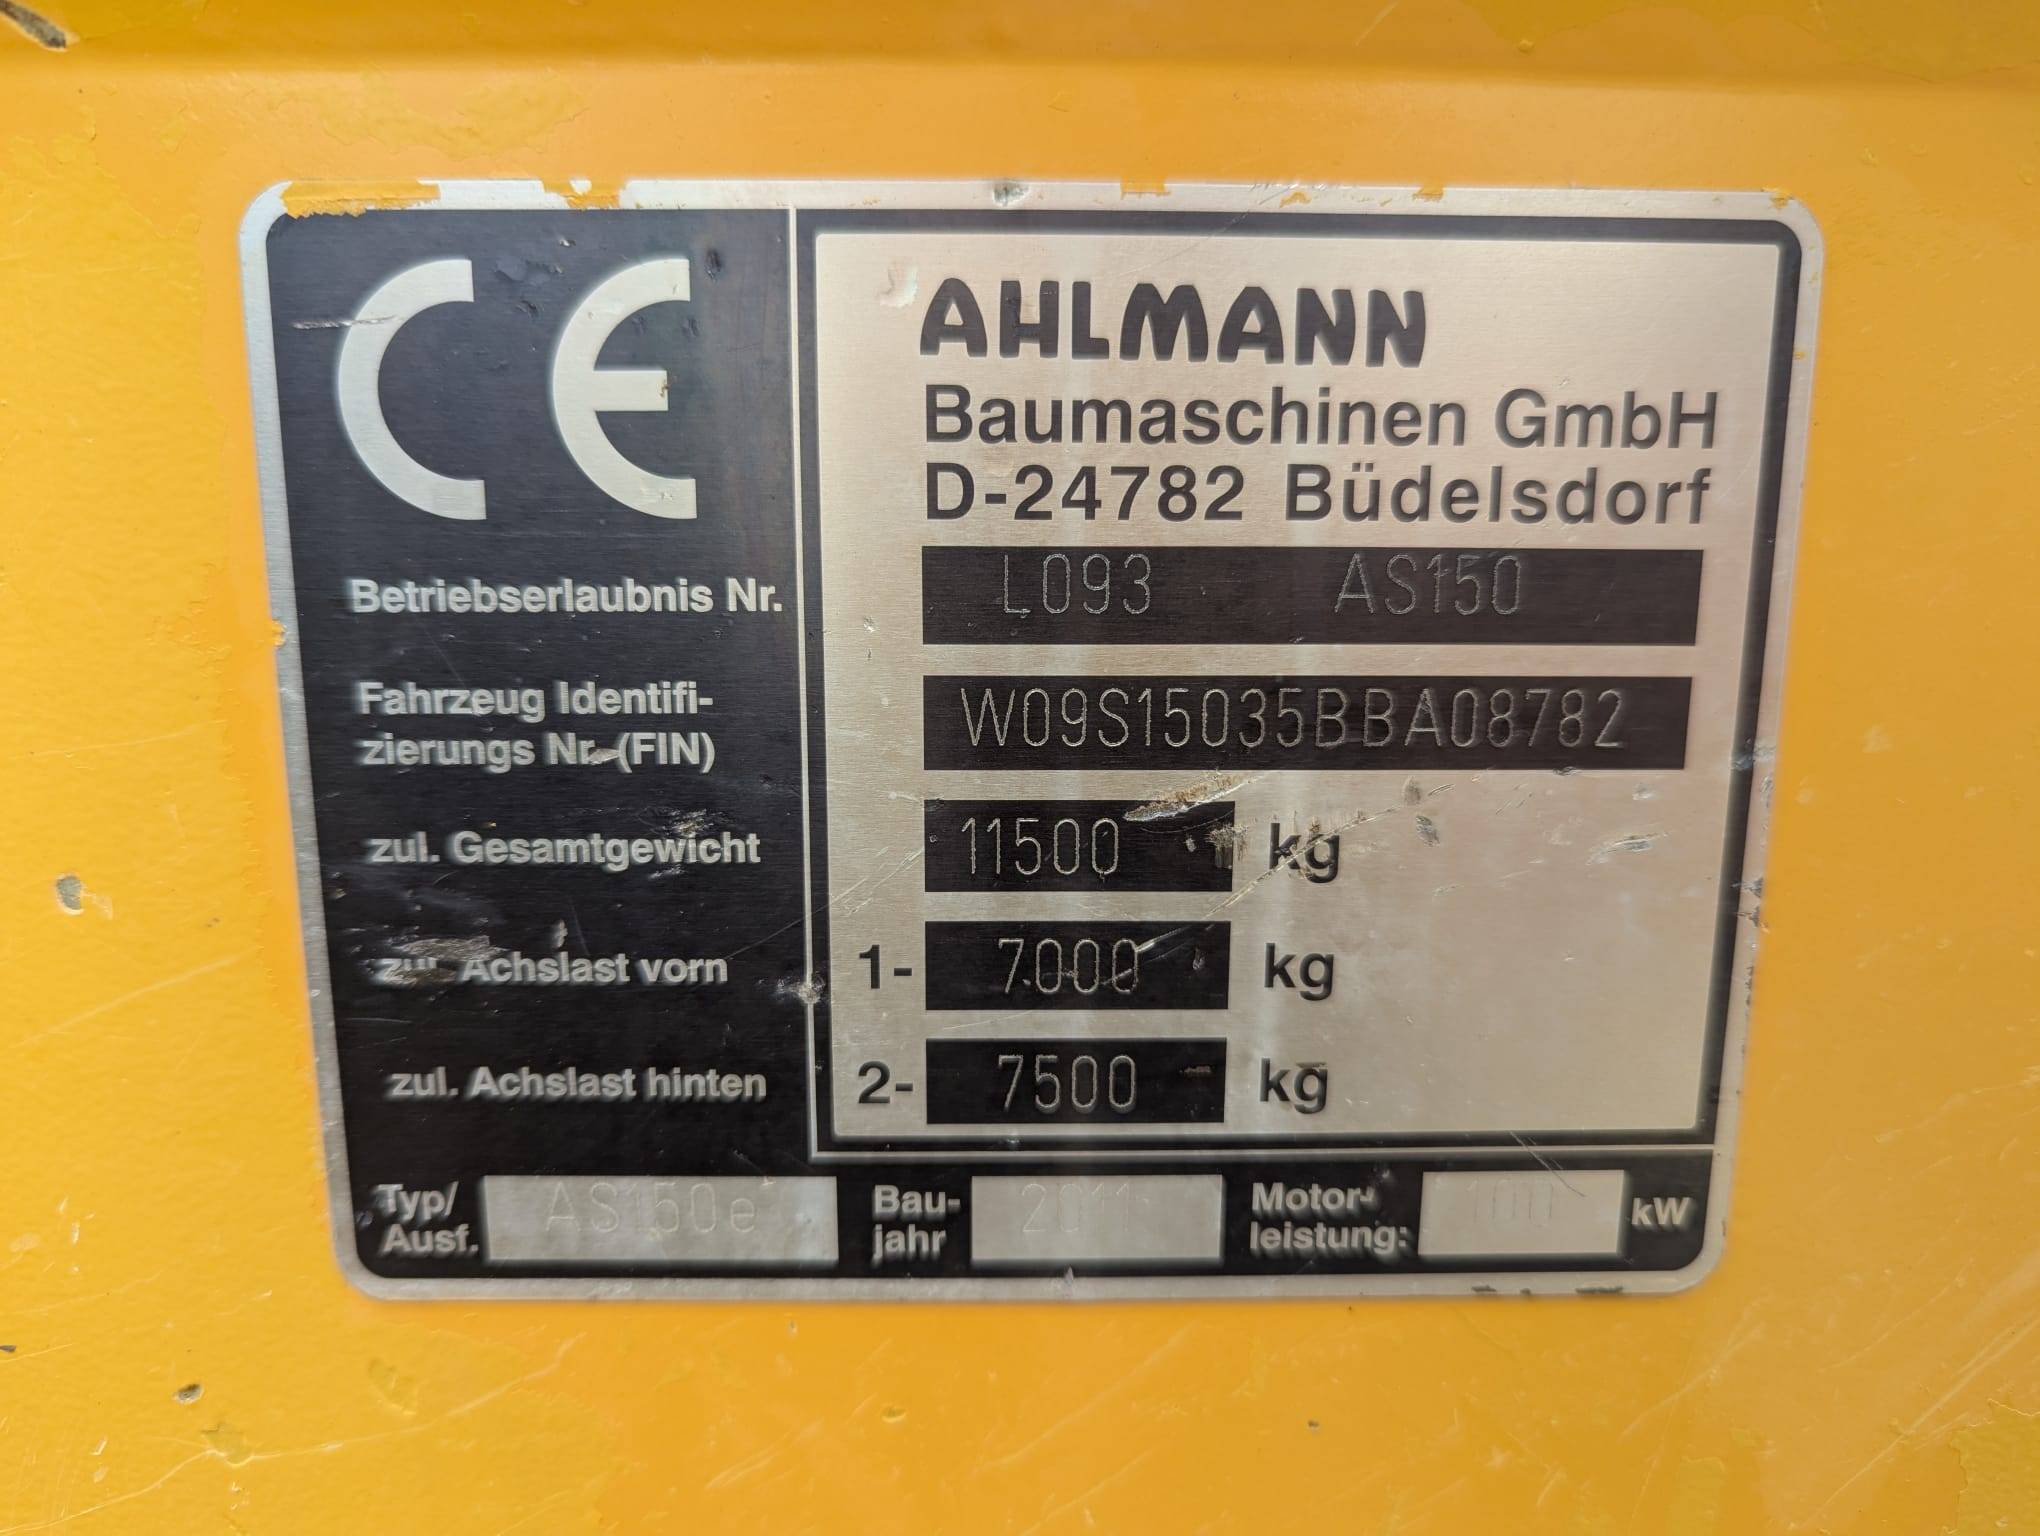 CE
AHLMANN
Baumaschinen GmbH
D-24782 Büdelsdorf
Betriebserlaubnis Nr. L093 AS150
Fahrzeug Identifi-
zierungs Nr. (FIN) W09S15035BBA08782
zul. Gesamtgewicht 11500 kg
zul. Achslast vorn 1- 7000 kg
zul. Achslast hinten 2- 7500 kg
Typ/
Ausf. AS150e
Bau-
jahr 2011
Motor-
leistung: 100 kW